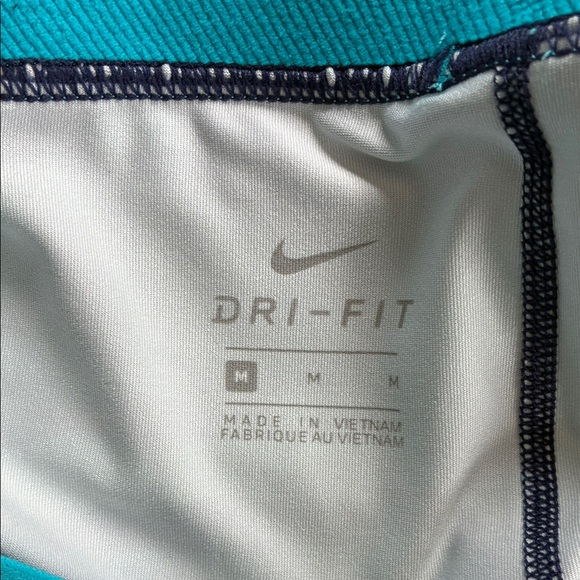 DRI-FIT
M M M
MADE IN VIETNAM
FABRIQUE AU VIETNAM